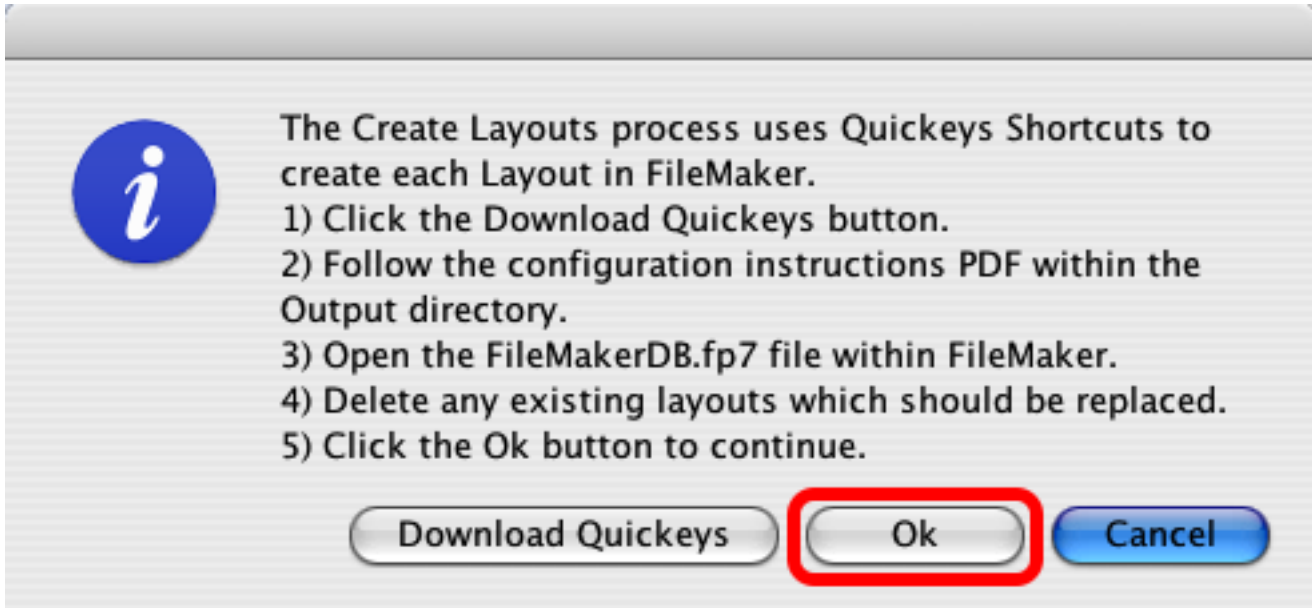 The Create Layouts process uses Quickeys Shortcuts to
create each Layout in FileMaker.
1) Click the Download Quickeys button.
2) Follow the configuration instructions PDF within the
Output directory.
3) Open the FileMakerDB.fp7 file within FileMaker.
4) Delete any existing layouts which should be replaced.
5) Click the Ok button to continue.
Download Quickeys Ok Cancel